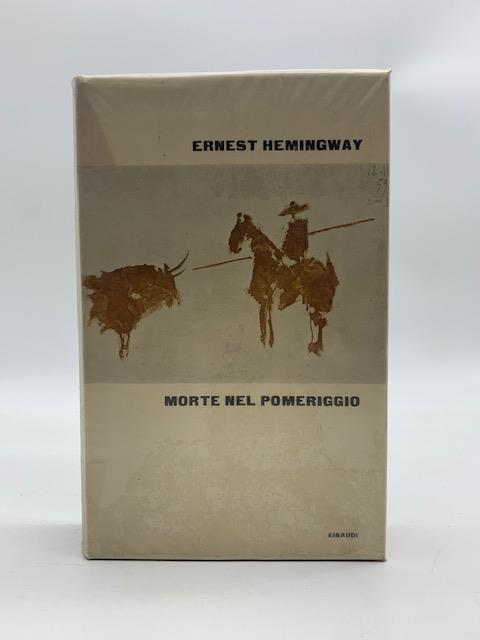 ERNEST HEMINGWAY
MORTE NEL POMERIGGIO
EINAUDI